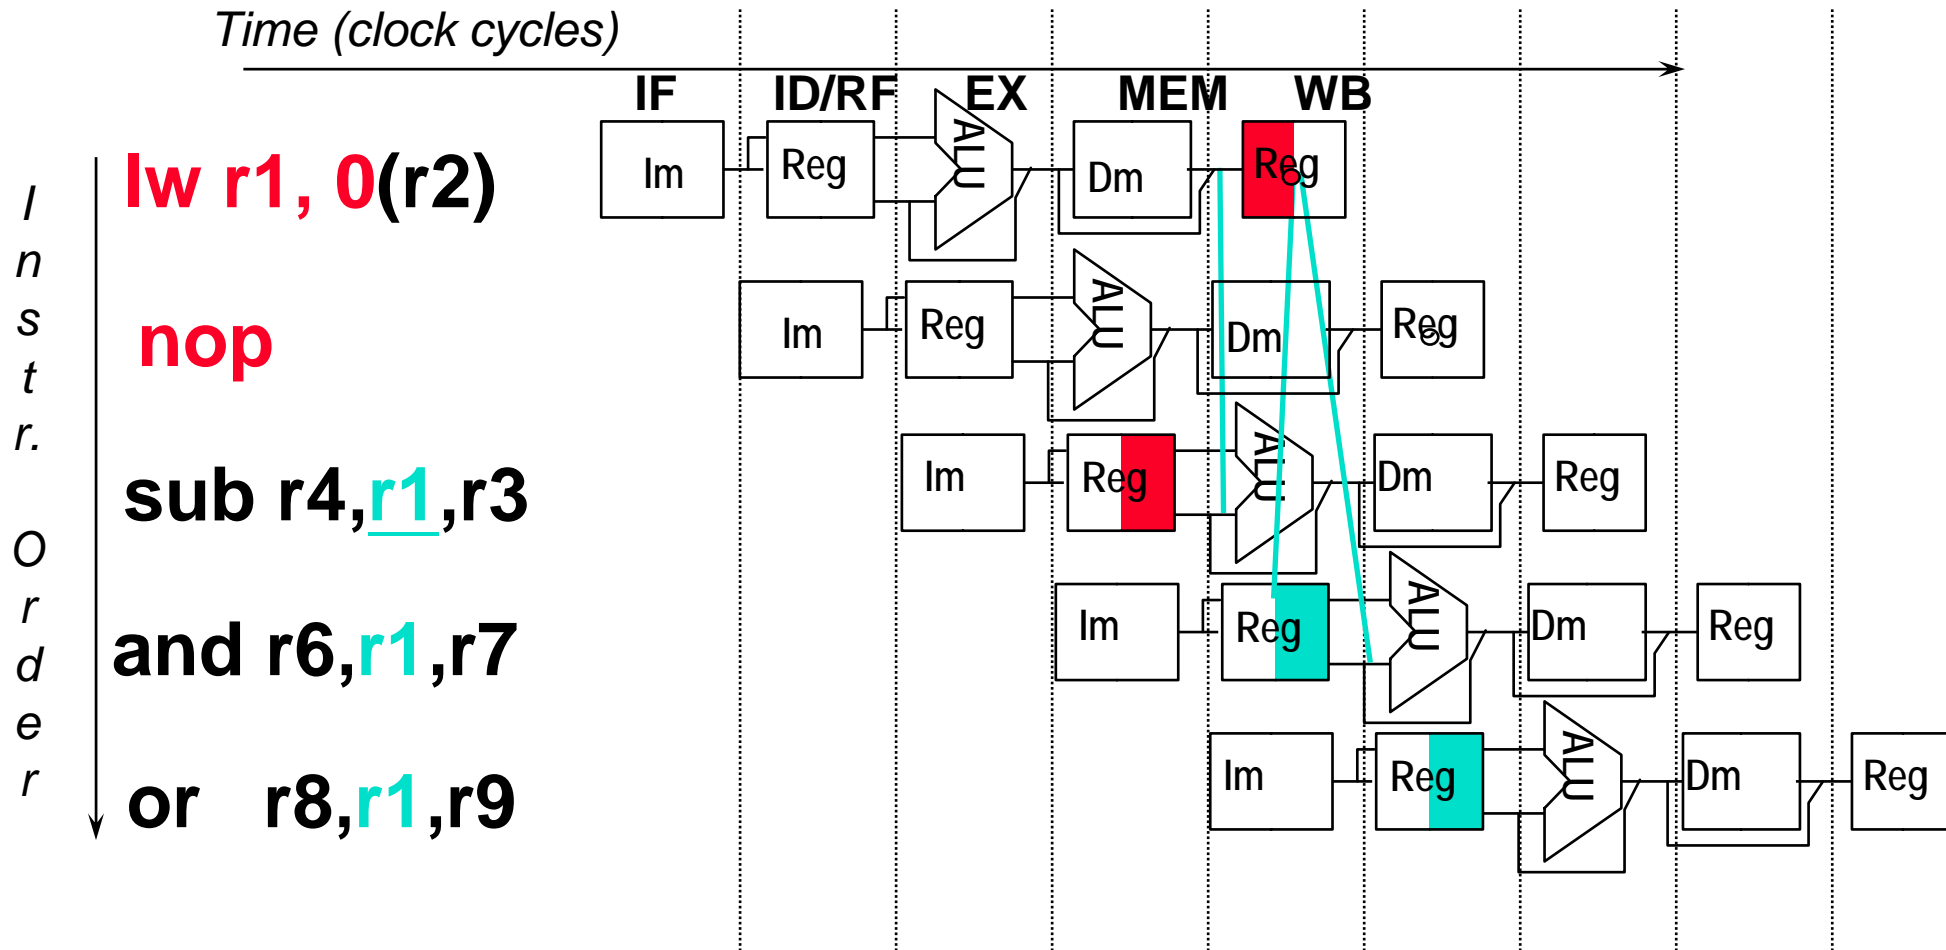 Time (clock cycles)
IF ID/RF EX MEM WB
Instr. Order
lw r1, 0(r2)
Im Reg ALU Dm Reg
nop
Im Reg ALU Dm Reg
sub r4,r1,r3
Im Reg ALU Dm Reg
and r6,r1,r7
Im Reg ALU Dm Reg
or r8,r1,r9
Im Reg ALU Dm Reg